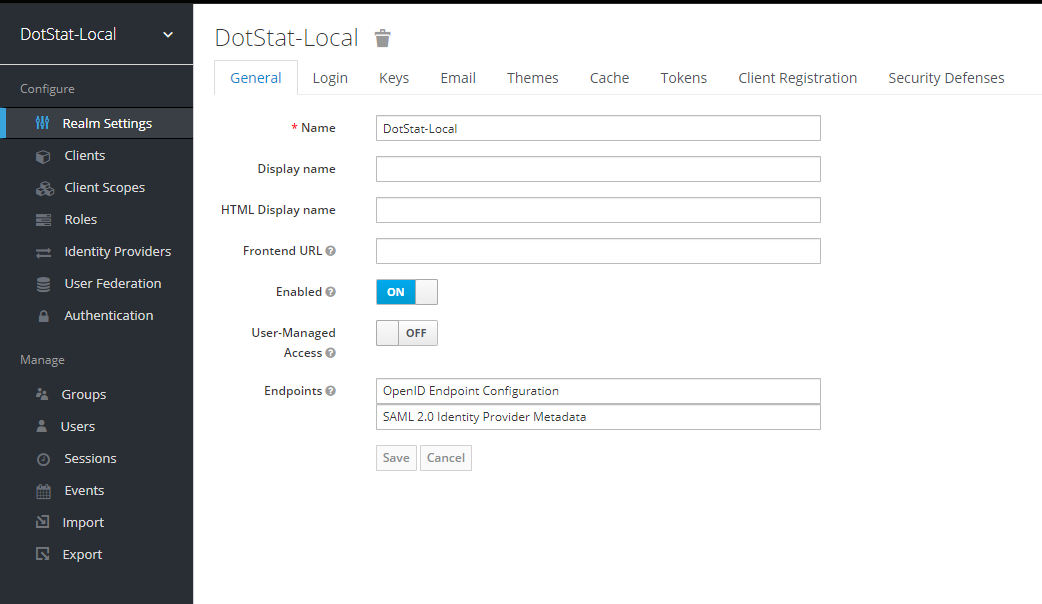 DotStat-Local
Configure
Realm Settings
Clients
Client Scopes
Roles
Identity Providers
User Federation
Authentication
Manage
Groups
Users
Sessions
Events
Import
Export
DotStat-Local
General Login Keys Email Themes Cache Tokens Client Registration Security Defenses
* Name DotStat-Local
Display name
HTML Display name
Frontend URL
Enabled ON
User-Managed
Access OFF
Endpoints OpenID Endpoint Configuration
SAML 2.0 Identity Provider Metadata
Save Cancel